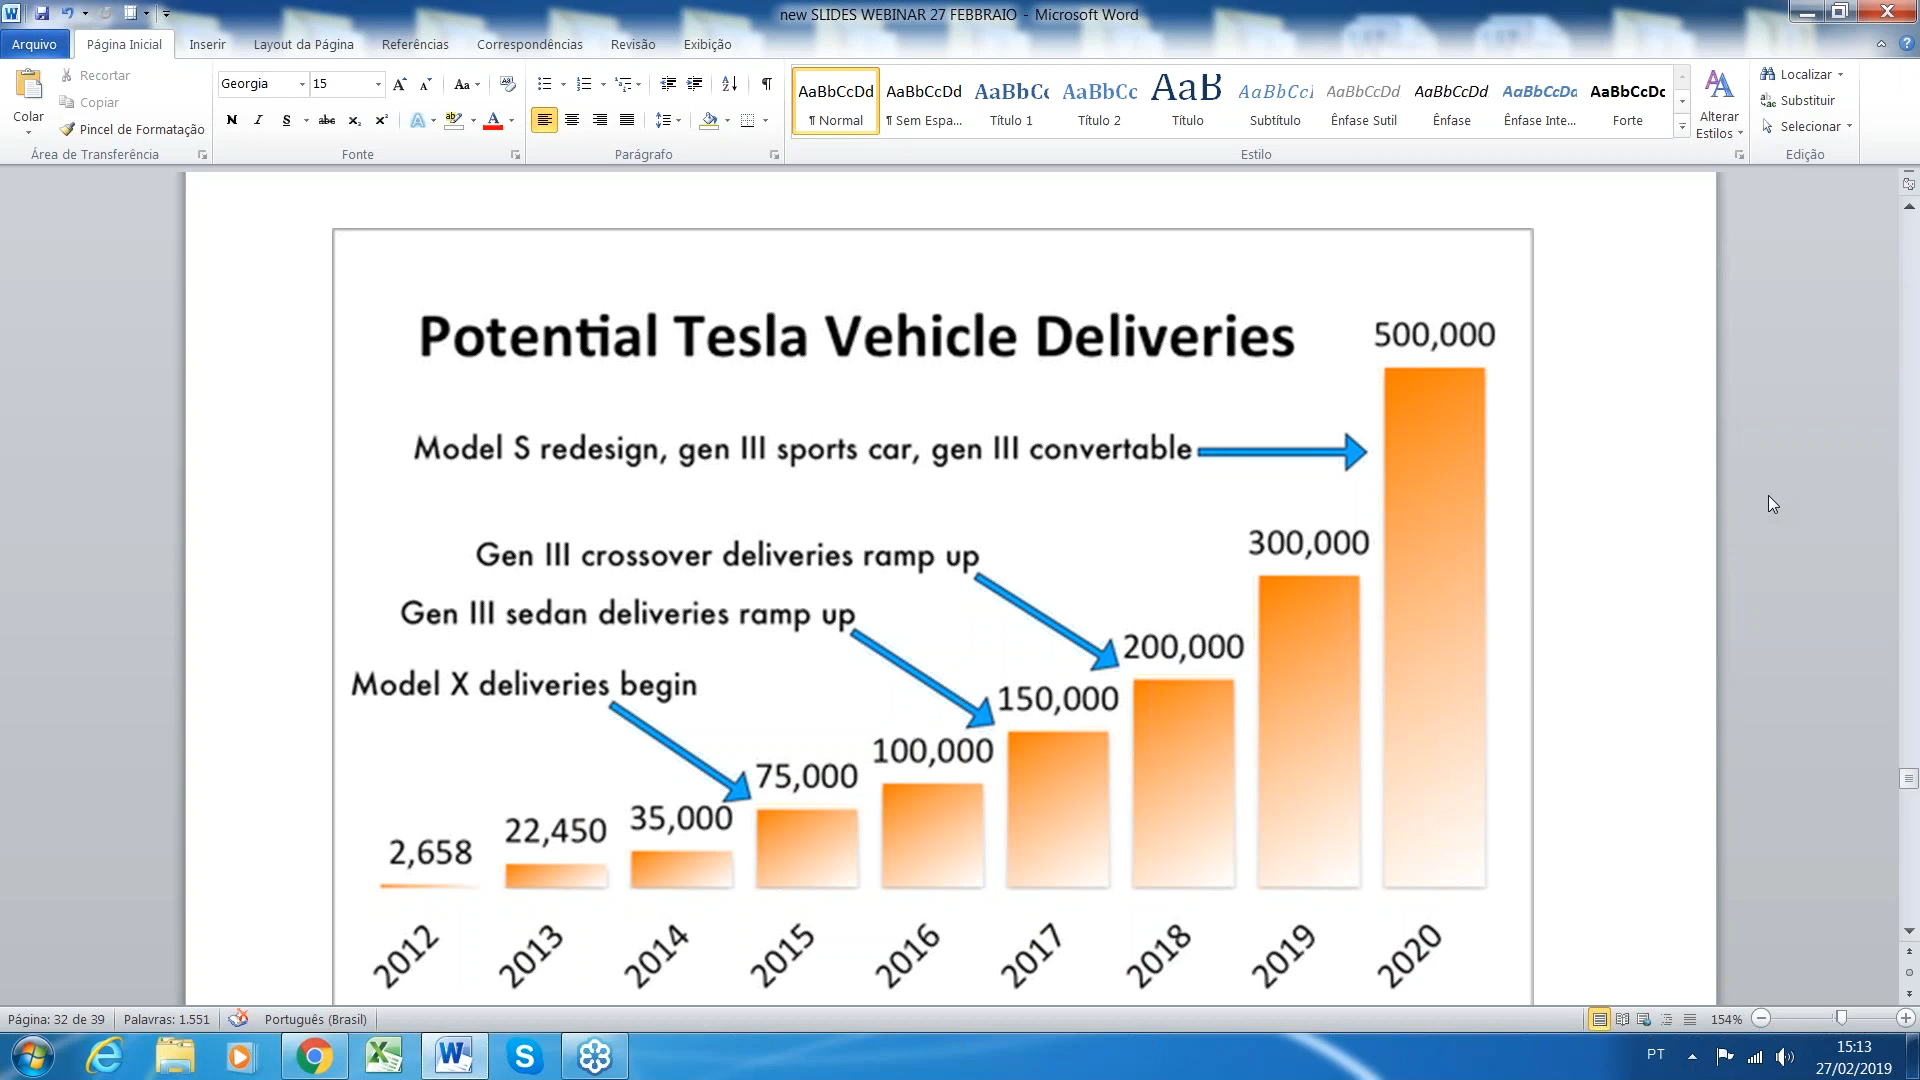 new SLIDES WEBINAR 27 FEBBRAIO - Microsoft Word
Arquivo Página Inicial Inserir Layout da Página Referências Correspondências Revisão Exibição
Colar
Recortar
Copiar
Pincel de Formatação
Área de Transferência
Georgia 15
N I S abc x₂ x² A ab A
Fonte
Parágrafo
AaBbCcDd AaBbCcDd AaBbCc AaBbCc AaB AaBbCcI AaBbCcDd AaBbCcDd AaBbCcDd AaBbCcDc
¶ Normal ¶ Sem Espa... Título 1 Título 2 Título Subtítulo Ênfase Sutil Ênfase Ênfase Inte... Forte
Estilo
Alterar
Estilos
Localizar
Substituir
Selecionar
Edição
Potential Tesla Vehicle Deliveries
500,000
Model S redesign, gen III sports car, gen III convertable
300,000
Gen III crossover deliveries ramp up
Gen III sedan deliveries ramp up
200,000
Model X deliveries begin
150,000
100,000
75,000
35,000
22,450
2,658
2012 2013 2014 2015 2016 2017 2018 2019 2020
Página: 32 de 39 Palavras: 1.551 Português (Brasil) 154%
PT
15:13
27/02/2019